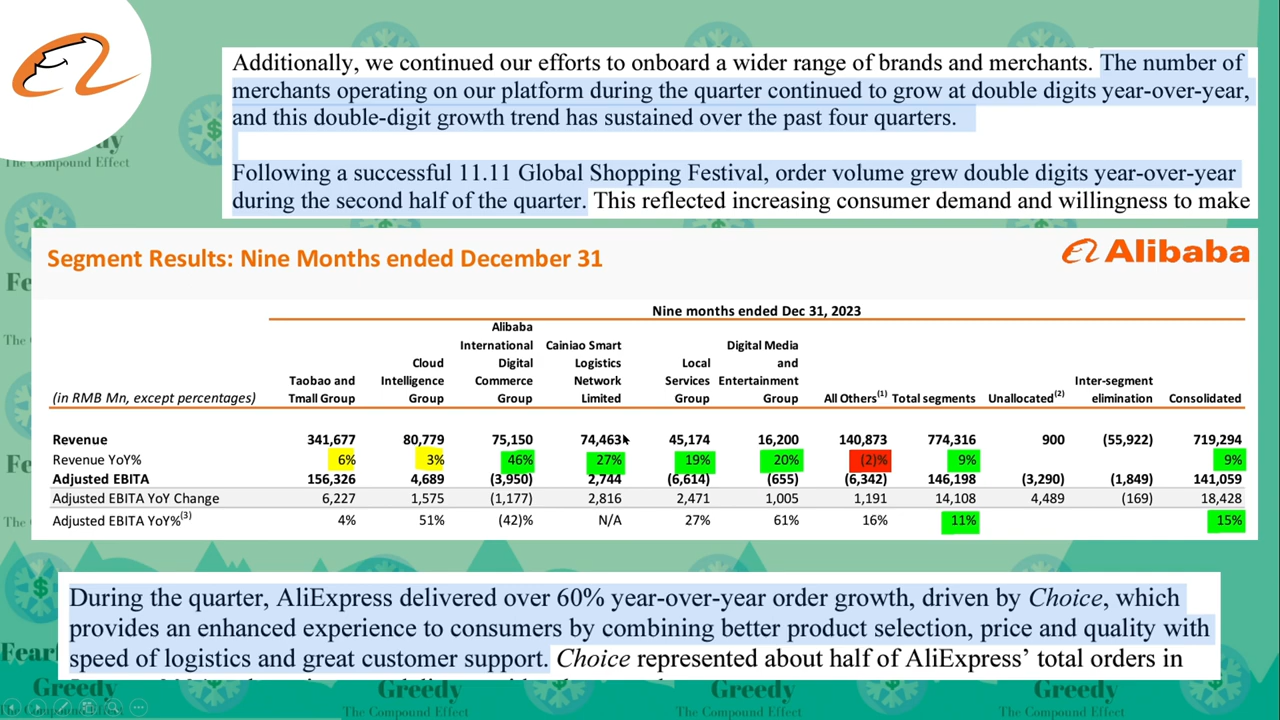 Additionally, we continued our efforts to onboard a wider range of brands and merchants. The number of
merchants operating on our platform during the quarter continued to grow at double digits year-over-year,
and this double-digit growth trend has sustained over the past four quarters.
The Compound Effect
Following a successful 11.11 Global Shopping Festival, order volume grew double digits year-over-year
during the second half of the quarter. This reflected increasing consumer demand and willingness to make
Segment Results: Nine Months ended December 31
Alibaba
Nine months ended Dec 31, 2023
(in RMB Mn, except percentages) Taobao and Tmall Group Cloud Intelligence Group Alibaba International Digital Commerce Group Cainiao Smart Logistics Network Limited Local Services Group Digital Media and Entertainment Group All Others(1) Total segments Unallocated(2) Inter-segment elimination Consolidated
Revenue 341,677 80,779 75,150 74,463 45,174 16,200 140,873 774,316 900 (55,922) 719,294
Revenue YoY% 6% 3% 46% 27% 19% 20% (2)% 9% 9%
Adjusted EBITA 156,326 4,689 (3,950) 2,744 (6,614) (655) (6,342) 146,198 (3,290) (1,849) 141,059
Adjusted EBITA YoY Change 6,227 1,575 (1,177) 2,816 2,471 1,005 1,191 14,108 4,489 (169) 18,428
Adjusted EBITA YoY%(3) 4% 51% (42)% N/A 27% 61% 16% 11% 15%
During the quarter, AliExpress delivered over 60% year-over-year order growth, driven by Choice, which
provides an enhanced experience to consumers by combining better product selection, price and quality with
speed of logistics and great customer support. Choice represented about half of AliExpress' total orders in
Greedy Greedy Greedy Greedy
The Compound Effect The Compound Effect The Compound Effect